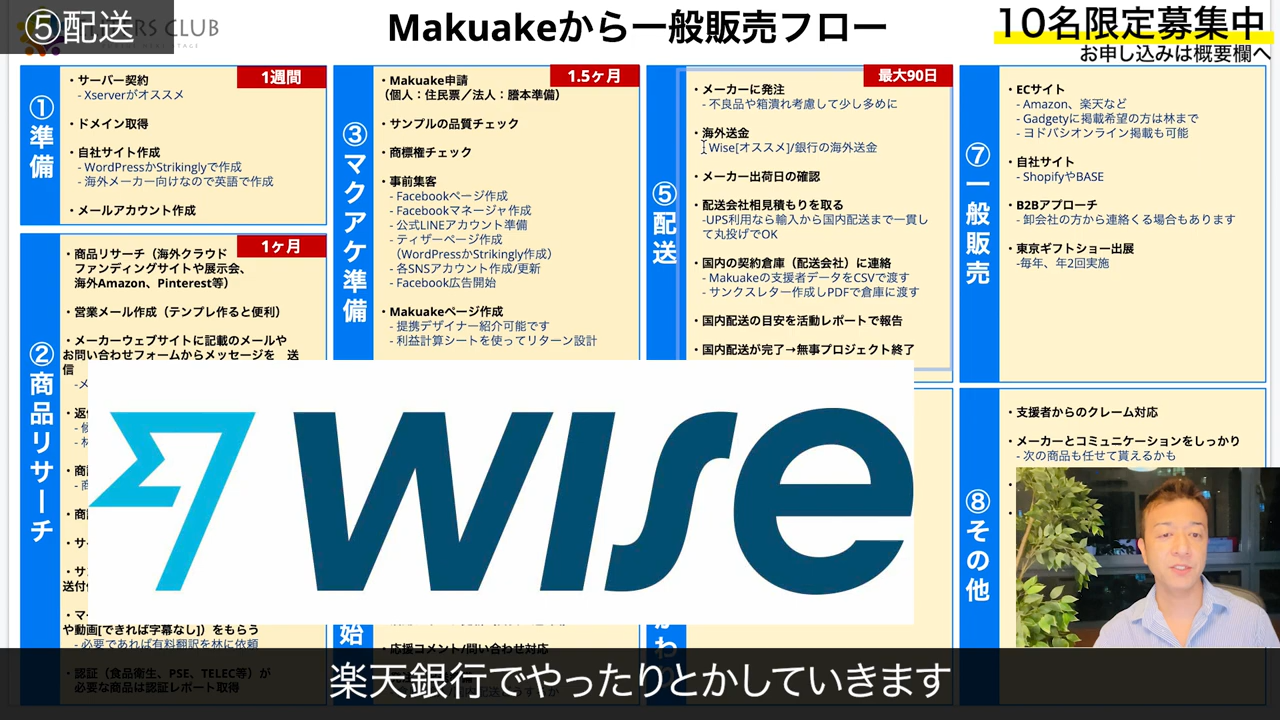 ⑤配送
ERS CLUB
Makuakeから一般販売フロー
10名限定募集中
お申し込みは概要欄へ
①準備
1週間
・サーバー契約
- Xserverがオススメ
・ドメイン取得
・自社サイト作成
- WordPressかStrikinglyで作成
- 海外メーカー向けなので英語で作成
・メールアカウント作成
②商品リサーチ
1ヶ月
・商品リサーチ（海外クラウド
ファンディングサイトや展示会、
海外Amazon、Pinterest等）
・営業メール作成（テンプレ作ると便利）
・メーカーウェブサイトに記載のメールや
お問い合わせフォームからメッセージを　送
信
や動画[できれば字幕なし]）をもらう
- 必要であれば有料翻訳を林に依頼
・認証（食品衛生、PSE、TELEC等）が
必要な商品は認証レポート取得
③マクアケ準備
1.5ヶ月
・Makuake申請
（個人：住民票／法人：謄本準備）
・サンプルの品質チェック
・商標権チェック
・事前集客
- Facebookページ作成
- Facebookマネージャ作成
- 公式LINEアカウント準備
- ティザーページ作成
（WordPressかStrikingly作成）
- 各SNSアカウント作成/更新
- Facebook広告開始
・Makuakeページ作成
- 提携デザイナー紹介可能です
- 利益計算シートを使ってリターン設計
始
・応援コメント/問い合わせ対応
⑤配送
最大90日
・メーカーに発注
- 不良品や箱潰れ考慮して少し多めに
・海外送金
- Wise[オススメ]/銀行の海外送金
・メーカー出荷日の確認
・配送会社相見積もりを取る
-UPS利用なら輸入から国内配送まで一貫し
て丸投げでOK
・国内の契約倉庫（配送会社）に連絡
- Makuakeの支援者データをCSVで渡す
- サンクスレター作成しPDFで倉庫に渡す
・国内配送の目安を活動レポートで報告
・国内配送が完了→無事プロジェクト終了
⑦一般販売
・ECサイト
- Amazon、楽天など
- Gadgetyに掲載希望の方は林まで
- ヨドバシオンライン掲載も可能
・自社サイト
- ShopifyやBASE
・B2Bアプローチ
- 卸会社の方から連絡くる場合もあります
・東京ギフトショー出展
-毎年、年2回実施
⑧その他
・支援者からのクレーム対応
・メーカーとコミュニケーションをしっかり
- 次の商品も任せて貰えるかも
wise
楽天銀行でやったりとかしていきます